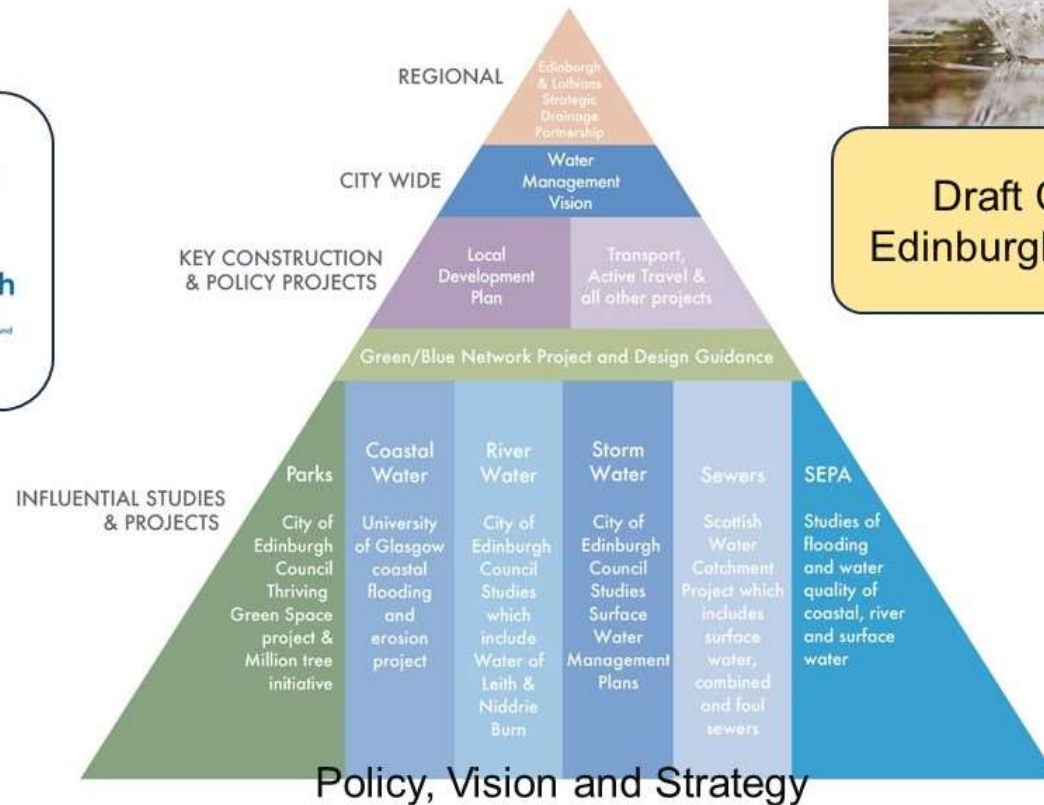 REGIONAL
Edinburgh
& Lothians
Strategic
Drainage
Partnership
CITY WIDE
Water
Management
Vision
KEY CONSTRUCTION
& POLICY PROJECTS
Local
Development
Plan
Transport,
Active Travel &
all other projects
Green/Blue Network Project and Design Guidance
INFLUENTIAL STUDIES
& PROJECTS
Parks
City of
Edinburgh
Council
Thriving
Green Space
project &
Million tree
initiative
Coastal
Water
University
of Glasgow
coastal
flooding
and
erosion
project
River
Water
City of
Edinburgh
Council
Studies
which
include
Water of
Leith &
Niddrie
Burn
Storm
Water
City of
Edinburgh
Council
Studies
Surface
Water
Management
Plans
Sewers
Scottish
Water
Catchment
Project which
includes
surface
water,
combined
and foul
sewers
SEPA
Studies of
flooding
and water
quality of
coastal, river
and surface
water
Draft
Edinburgh
Policy, Vision and Strategy